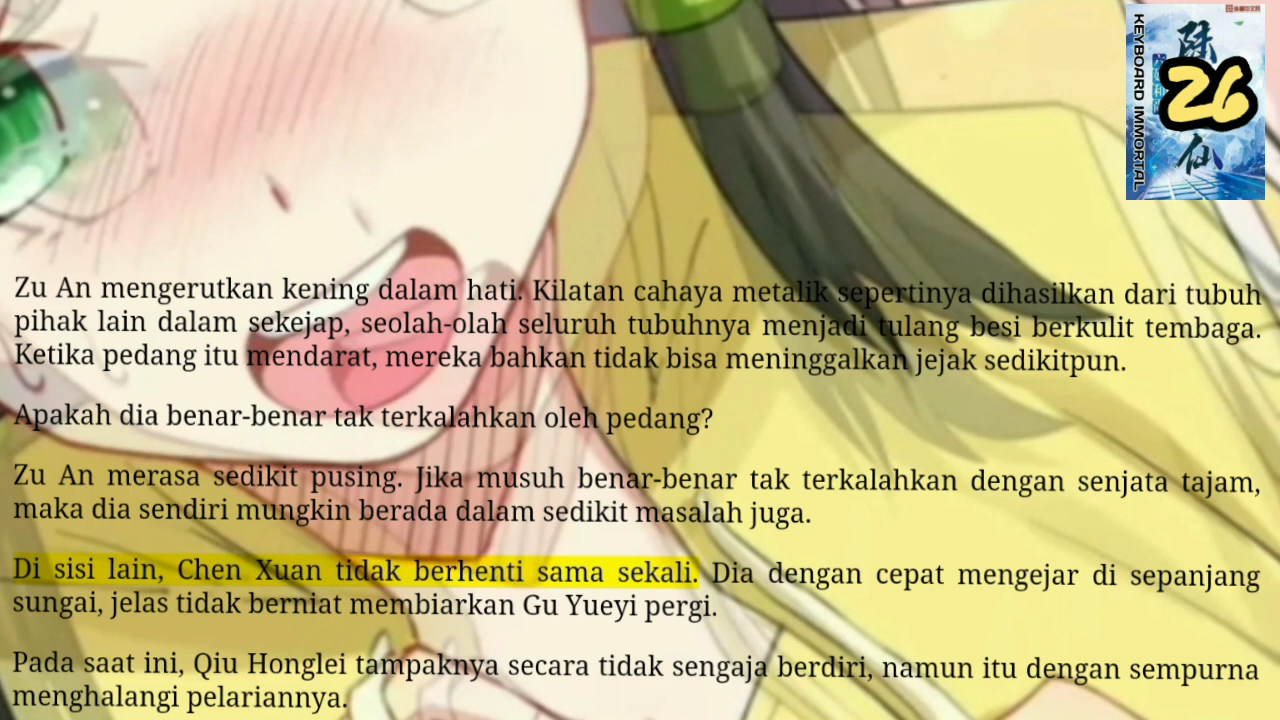 KEYBOARD IMMORTAL
26
仙
Zu An mengerutkan kening dalam hati. Kilatan cahaya metalik sepertinya dihasilkan dari tubuh
pihak lain dalam sekejap, seolah-olah seluruh tubuhnya menjadi tulang besi berkulit tembaga.
Ketika pedang itu mendarat, mereka bahkan tidak bisa meninggalkan jejak sedikitpun.
Apakah dia benar-benar tak terkalahkan oleh pedang?
Zu An merasa sedikit pusing. Jika musuh benar-benar tak terkalahkan dengan senjata tajam,
maka dia sendiri mungkin berada dalam sedikit masalah juga.
Di sisi lain, Chen Xuan tidak berhenti sama sekali. Dia dengan cepat mengejar di sepanjang
sungai, jelas tidak berniat membiarkan Gu Yueyi pergi.
Pada saat ini, Qiu Honglei tampaknya secara tidak sengaja berdiri, namun itu dengan sempurna
menghalangi pelariannya.